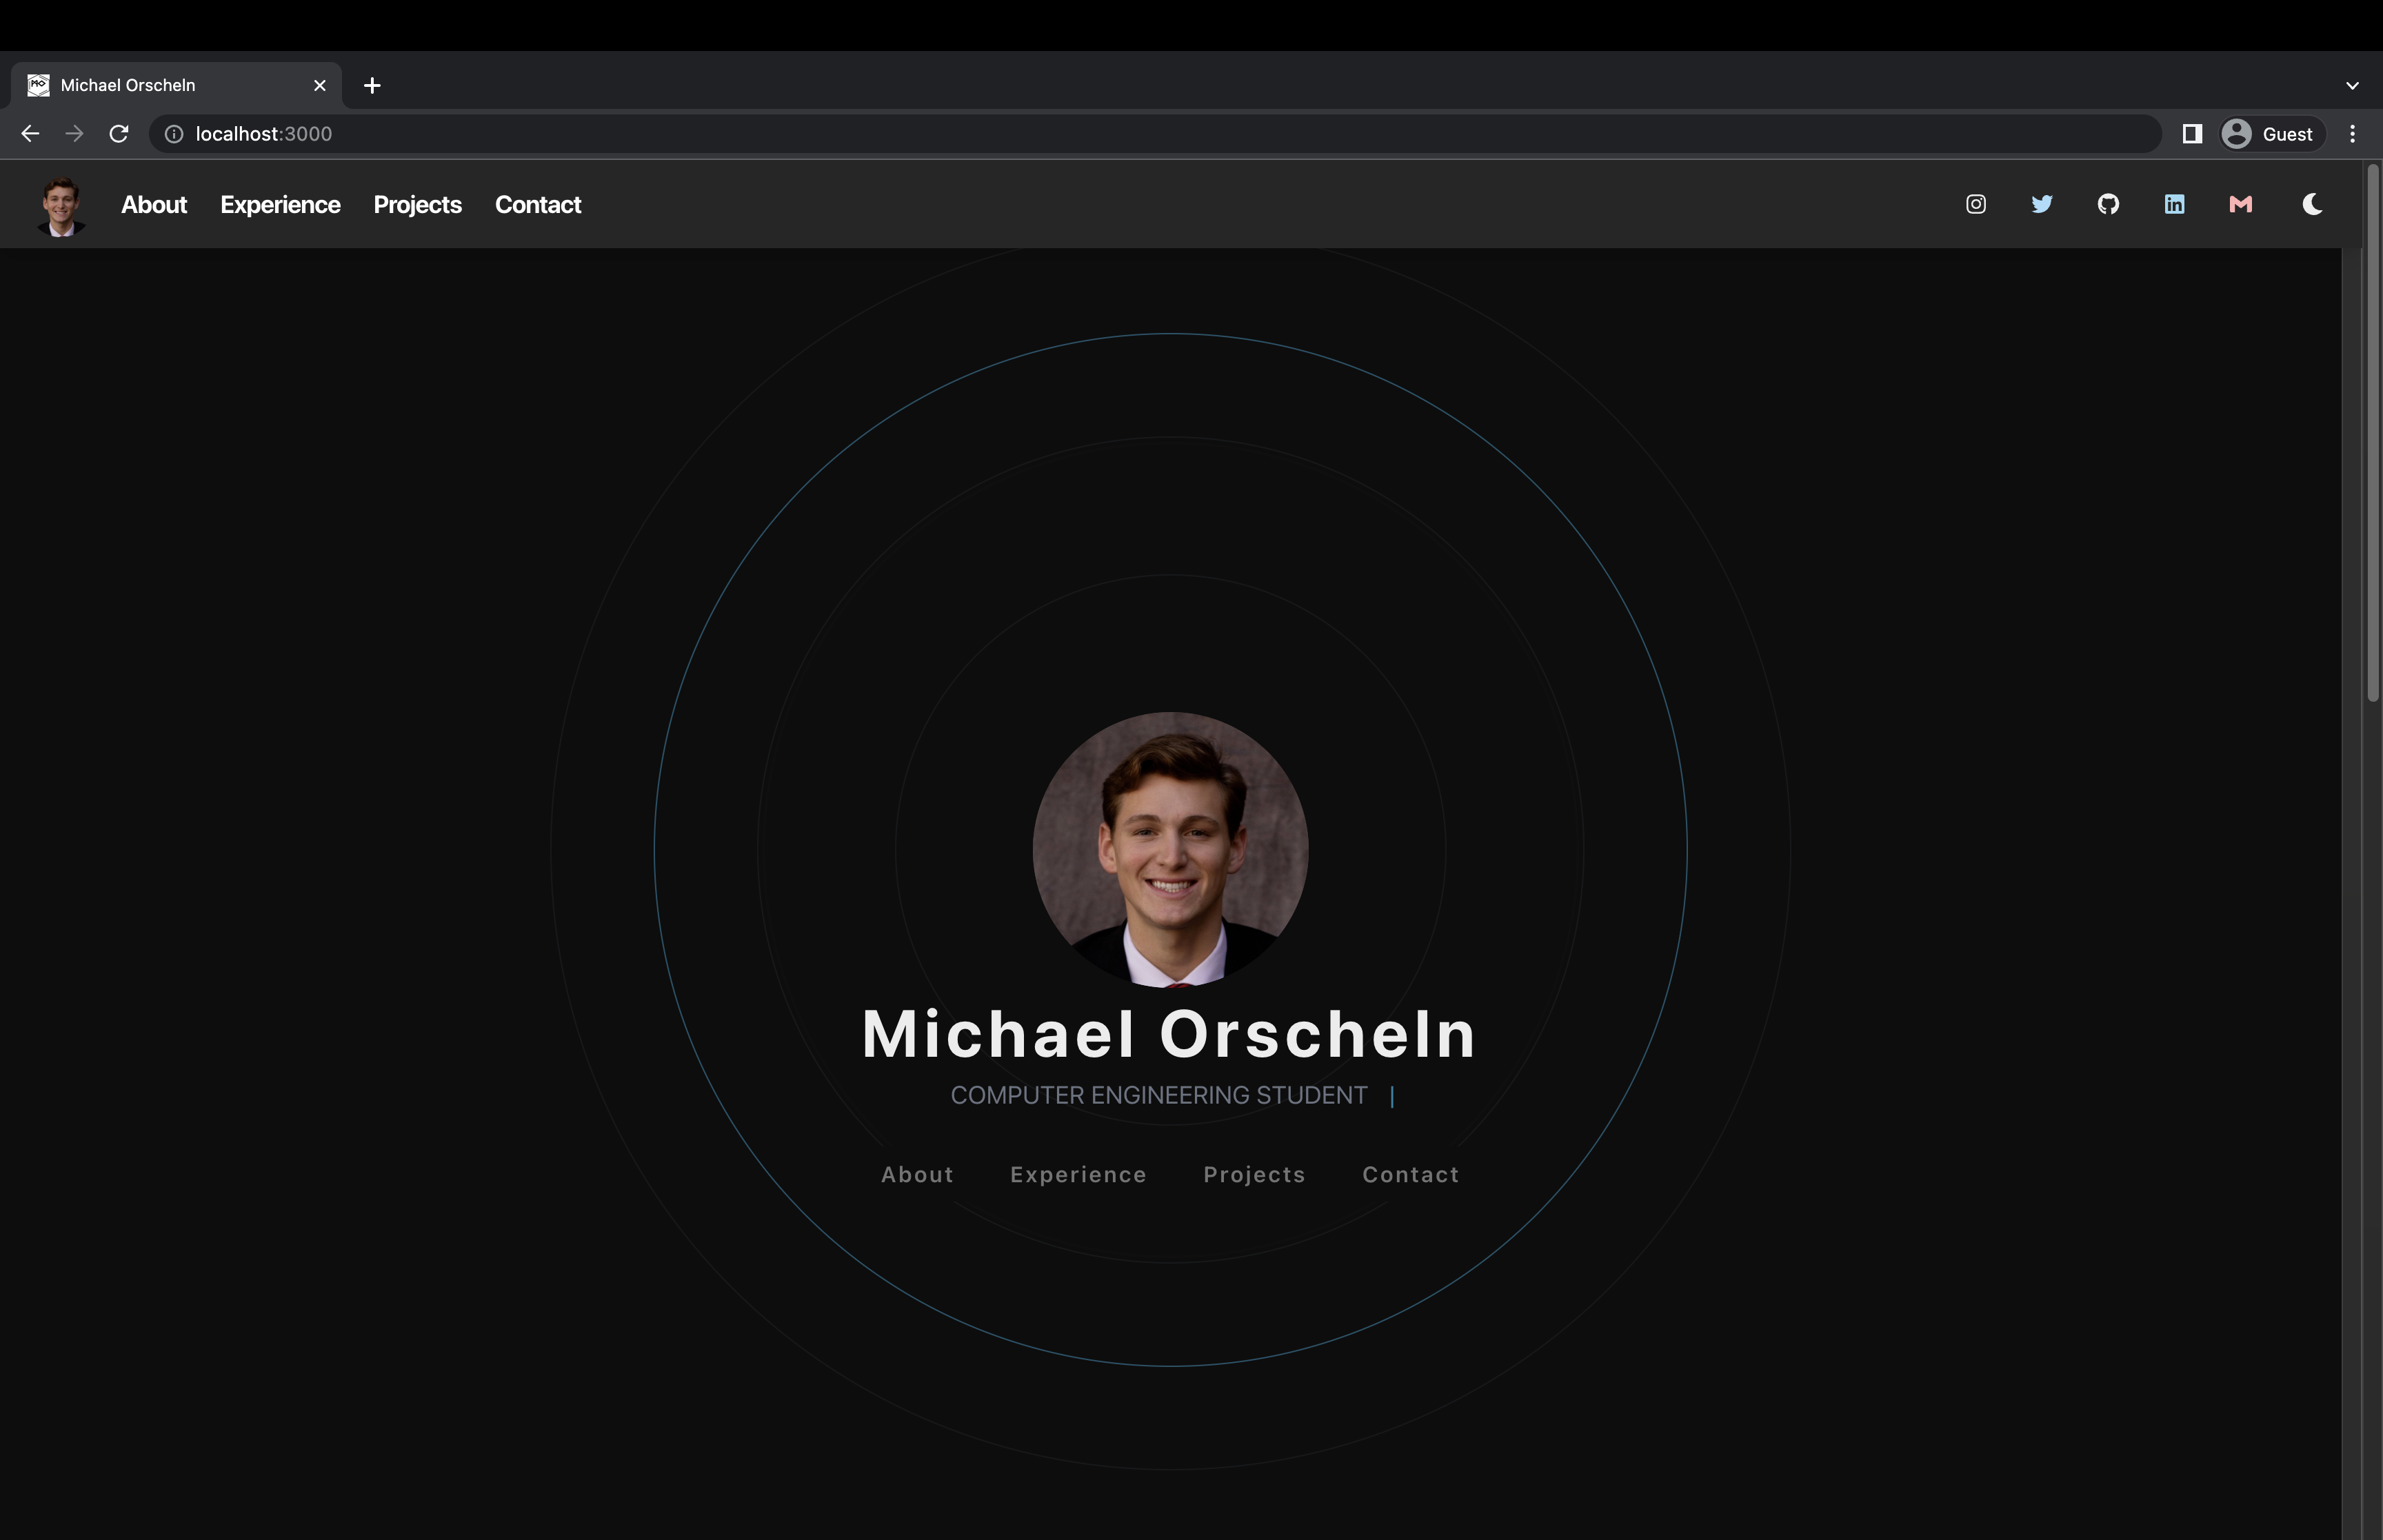 Michael Orscheln
localhost:3000
Guest
About Experience Projects Contact
Michael Orscheln
COMPUTER ENGINEERING STUDENT |
About Experience Projects Contact